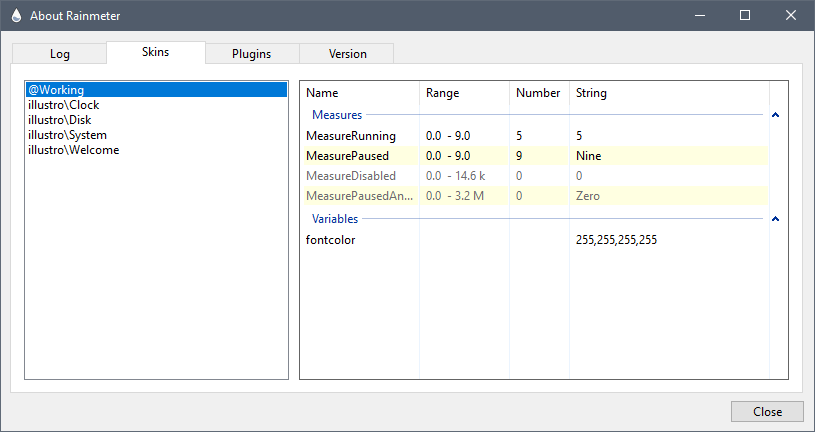 About Rainmeter
Log Skins Plugins Version
@Working
illustro\Clock
illustro\Disk
illustro\System
illustro\Welcome
Name Range Number String
Measures
MeasureRunning 0.0 - 9.0 5 5
MeasurePaused 0.0 - 9.0 9 Nine
MeasureDisabled 0.0 - 14.6 k 0 0
MeasurePausedAn... 0.0 - 3.2 M 0 Zero
Variables
fontcolor 255,255,255,255
Close